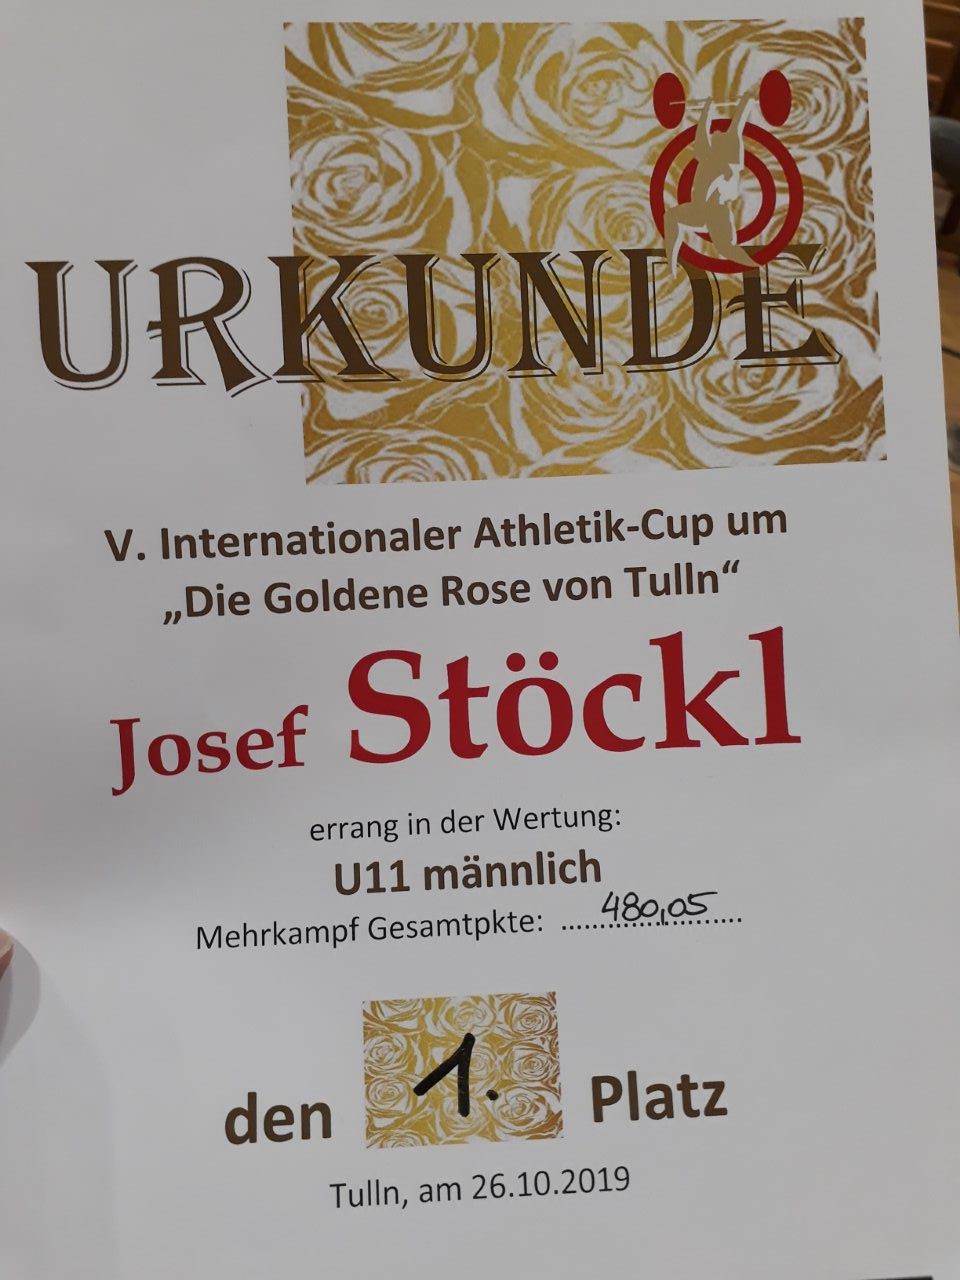 URKUNDE
V. Internationaler Athletik-Cup um
„Die Goldene Rose von Tulln“
Josef Stöckl
errang in der Wertung:
U11 männlich
Mehrkampf Gesamtpkte: ......480,05......
den 1. Platz
Tulln, am 26.10.2019